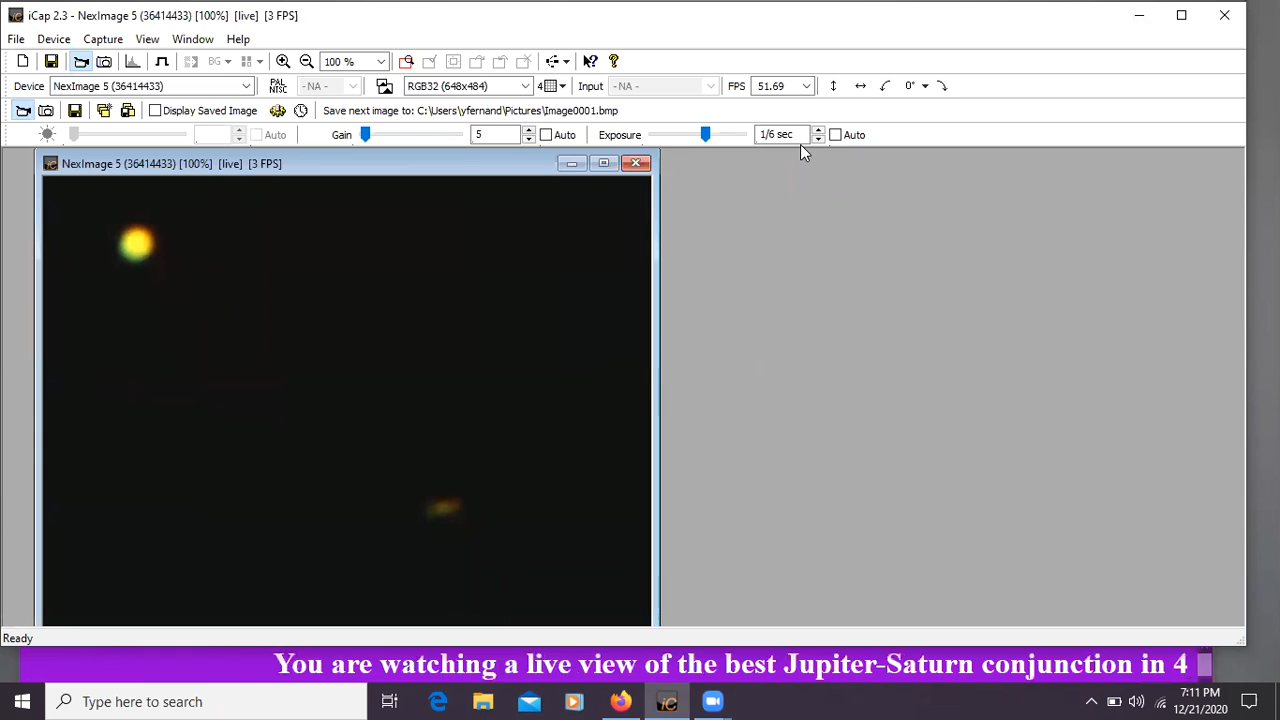 iCap 2.3 - NexImage 5 (36414433) [100%] [live] [3 FPS]
File Device Capture View Window Help
BG 100 %
Device NexImage 5 (36414433) PAL NTSC - NA - RGB32 (648x484) 4 Input - NA - FPS 51.69 0°
Display Saved Image Save next image to: C:\Users\yfernand\Pictures\Image0001.bmp
Auto Gain 5 Auto Exposure 1/6 sec Auto
NexImage 5 (36414433) [100%] [live] [3 FPS]
Ready
You are watching a live view of the best Jupiter-Saturn conjunction in 4
Type here to search
7:11 PM
12/21/2020